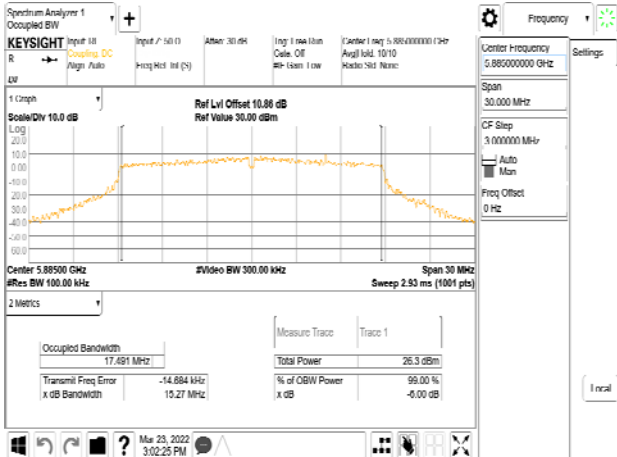 Spectrum Analyzer 1
Occupied BW
Frequency
KEYSIGHT
Input: RF
Coupling: DC
Align: Auto
Input Z: 50 Ω
Freq Ref: Int (S)
Atten: 30 dB
Trig: Free Run
Gate: Off
#IF Gain: Low
Center Freq: 5.885000000 GHz
Avg|Hold: 10/10
Radio Std: None
Center Frequency
5.885000000 GHz
Settings
Span
30.000 MHz
CF Step
3.000000 MHz
Auto
Man
Freq Offset
0 Hz
1 Graph
Scale/Div 10.0 dB
Ref Lvl Offset 10.86 dB
Ref Value 30.00 dBm
Log
20.0
10.0
0.00
-10.0
-20.0
-30.0
-40.0
-50.0
-60.0
Center 5.88500 GHz
#Res BW 100.00 kHz
#Video BW 300.00 kHz
Span 30 MHz
Sweep 2.93 ms (1001 pts)
2 Metrics
Measure Trace
Trace 1
Occupied Bandwidth
17.491 MHz
Total Power
26.3 dBm
Transmit Freq Error
-14.684 kHz
% of OBW Power
99.00 %
x dB Bandwidth
15.27 MHz
x dB
-6.00 dB
Local
?
Mar 23, 2022
3:02:25 PM